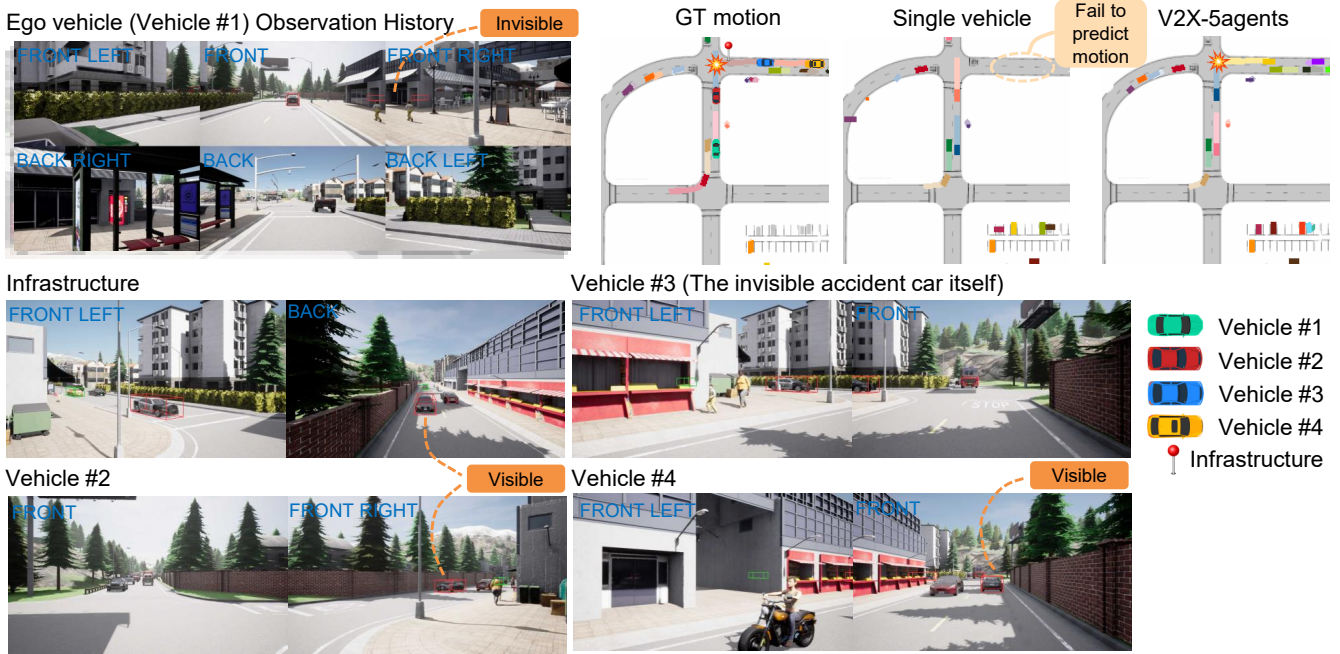 Ego vehicle (Vehicle #1) Observation History
Invisible
GT motion
Single vehicle
Fail to
predict
motion
V2X-5agents
FRONT LEFT
FRONT
FRONT RIGHT
BACK RIGHT
BACK
BACK LEFT
Infrastructure
Vehicle #3 (The invisible accident car itself)
FRONT LEFT
BACK
FRONT LEFT
FRONT
STOP
Vehicle #1
Vehicle #2
Vehicle #3
Vehicle #4
Infrastructure
Vehicle #2
Visible
Vehicle #4
Visible
FRONT
FRONT RIGHT
FRONT LEFT
FRONT